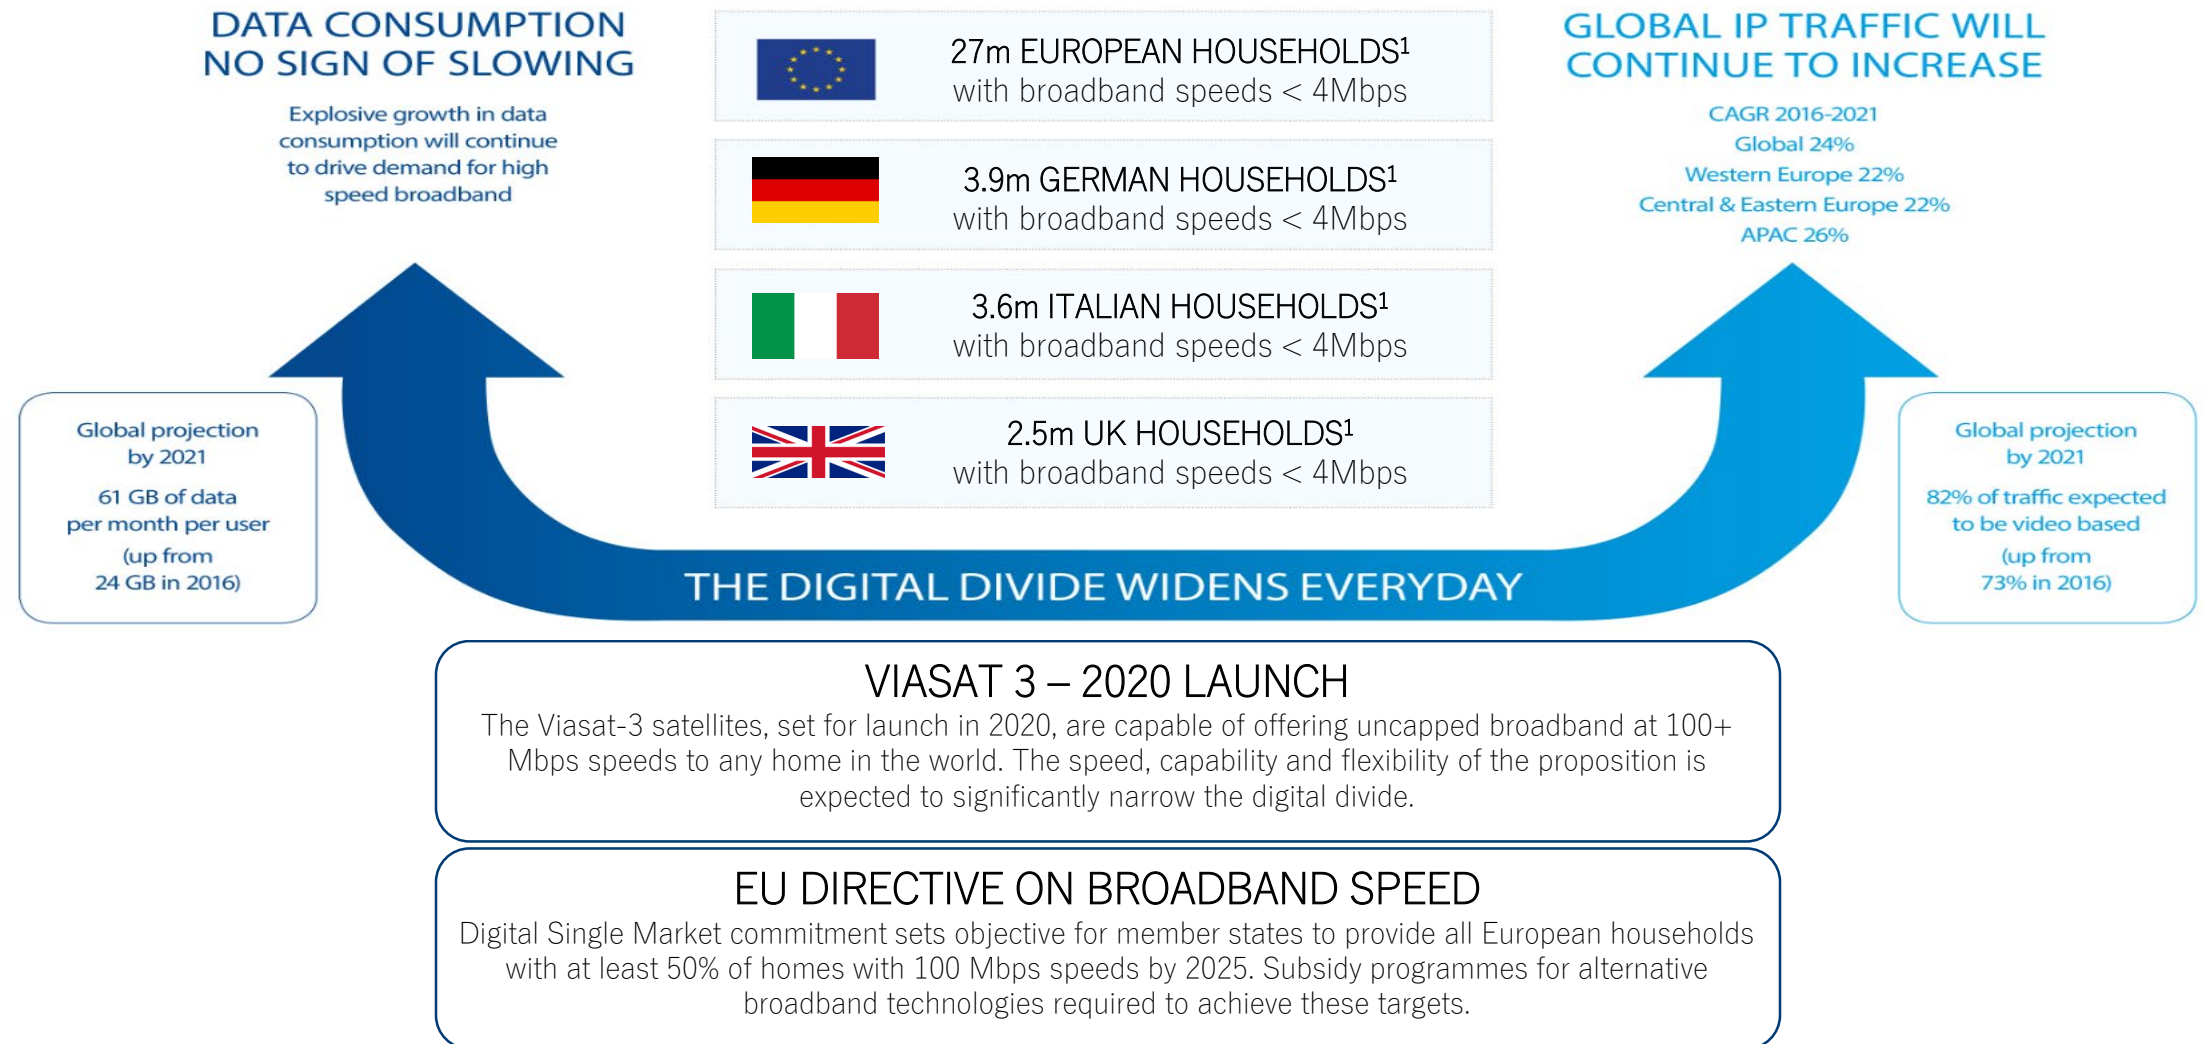 DATA CONSUMPTION
NO SIGN OF SLOWING
Explosive growth in data
consumption will continue
to drive demand for high
speed broadband
Global projection
by 2021
61 GB of data
per month per user
(up from
24 GB in 2016)
27m EUROPEAN HOUSEHOLDS¹
with broadband speeds < 4Mbps
3.9m GERMAN HOUSEHOLDS¹
with broadband speeds < 4Mbps
3.6m ITALIAN HOUSEHOLDS¹
with broadband speeds < 4Mbps
2.5m UK HOUSEHOLDS¹
with broadband speeds < 4Mbps
GLOBAL IP TRAFFIC WILL
CONTINUE TO INCREASE
CAGR 2016-2021
Global 24%
Western Europe 22%
Central & Eastern Europe 22%
APAC 26%
Global projection
by 2021
82% of traffic expected
to be video based
(up from
73% in 2016)
THE DIGITAL DIVIDE WIDENS EVERYDAY
VIASAT 3 – 2020 LAUNCH
The Viasat-3 satellites, set for launch in 2020, are capable of offering uncapped broadband at 100+
Mbps speeds to any home in the world. The speed, capability and flexibility of the proposition is
expected to significantly narrow the digital divide.
EU DIRECTIVE ON BROADBAND SPEED
Digital Single Market commitment sets objective for member states to provide all European households
with at least 50% of homes with 100 Mbps speeds by 2025. Subsidy programmes for alternative
broadband technologies required to achieve these targets.